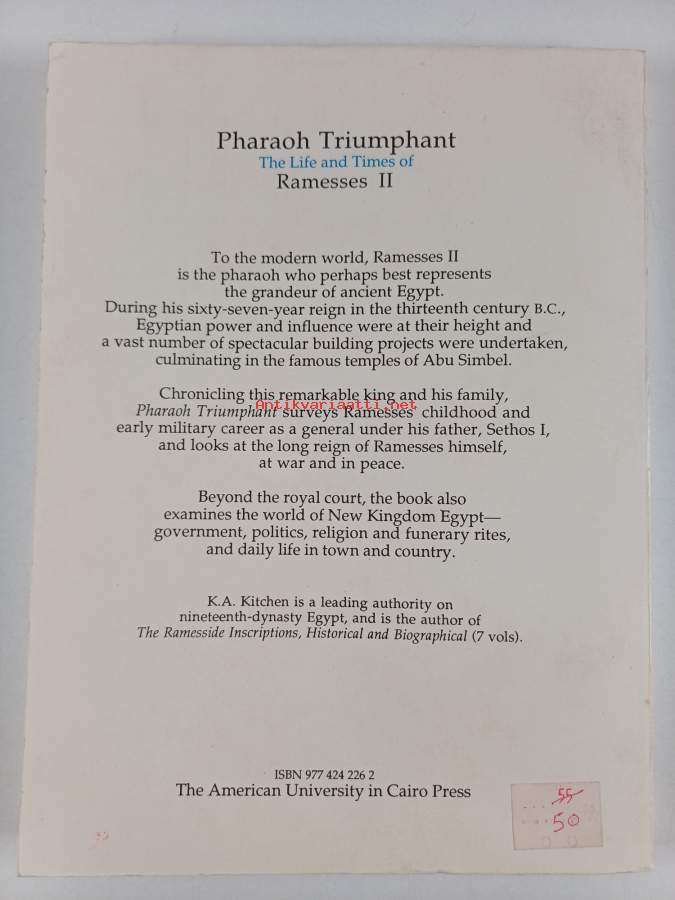 Pharaoh Triumphant
The Life and Times of
Ramesses II
To the modern world, Ramesses II
is the pharaoh who perhaps best represents
the grandeur of ancient Egypt.
During his sixty-seven-year reign in the thirteenth century B.C.,
Egyptian power and influence were at their height and
a vast number of spectacular building projects were undertaken,
culminating in the famous temples of Abu Simbel.
Chronicling this remarkable king and his family,
Antikvariaatti.net
Pharaoh Triumphant surveys Ramesses' childhood and
early military career as a general under his father, Sethos I,
and looks at the long reign of Ramesses himself,
at war and in peace.
Beyond the royal court, the book also
examines the world of New Kingdom Egypt—
government, politics, religion and funerary rites,
and daily life in town and country.
K.A. Kitchen is a leading authority on
nineteenth-dynasty Egypt, and is the author of
The Ramesside Inscriptions, Historical and Biographical (7 vols).
ISBN 977 424 226 2
The American University in Cairo Press
55
50